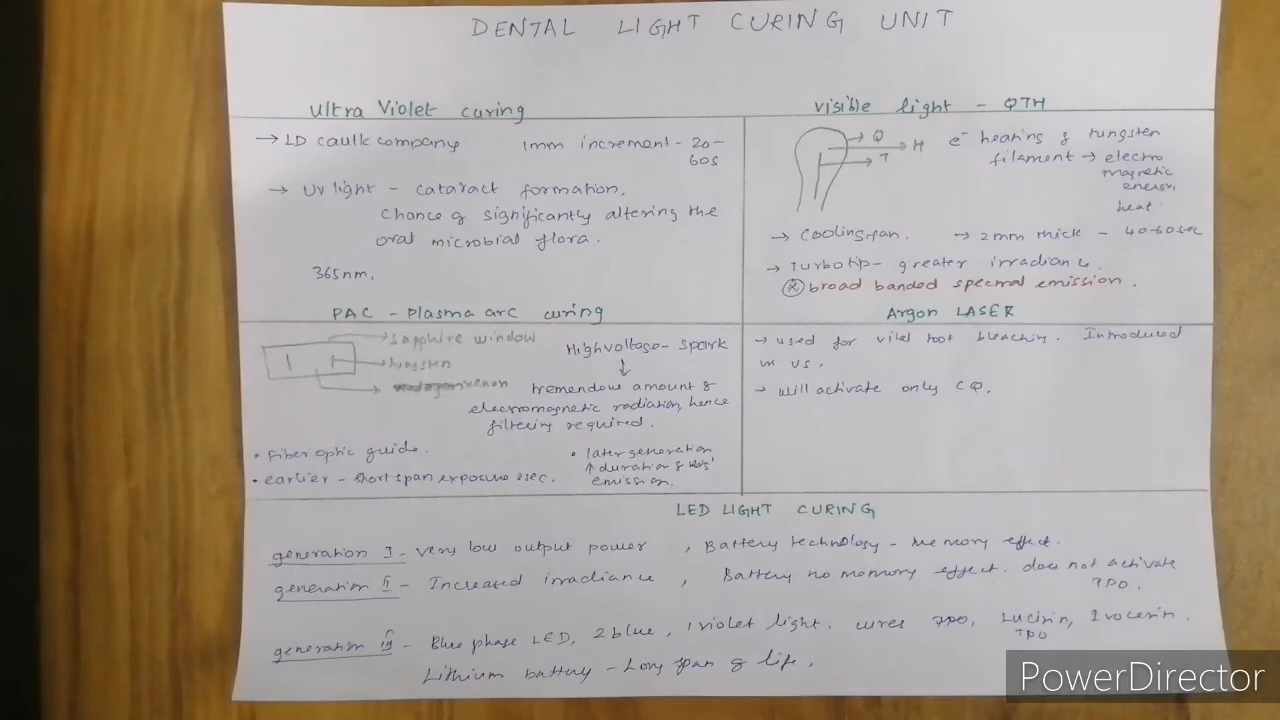 DENTAL LIGHT CURING UNIT
Ultra Violet curing
→ LD caulk company 1mm increment - 20-
60s
→ UV light - cataract formation.
Chance of significantly altering the
oral microbial flora.
365nm.
visible light - QTH
→ Q
→ H
→ T
e⁻ heating of tungsten
filament → electro
magnetic
energy,
heat.
→ Cooling fan. → 2mm thick - 40-60sec
→ Turbotip - greater irradiance.
* broad banded spectral emission.
PAC - Plasma arc curing
→ Sapphire window
→ tungsten
→ xenon
High voltage - spark
↓
tremendous amount of
electromagnetic radiation, hence
filtering required.
• Fiber optic guide.
• earlier - short span exposure sec.
• later generation
↑ duration of
emission.
Argon LASER
→ used for vital toot bleaching. Introduced
in US.
→ will activate only CQ.
LED LIGHT CURING
generation I - very low output power, Battery technology - Memory effect.
generation II - Increased irradiance, Battery no memory effect. does not activate
TPO.
generation III - Blue phase LED, 2 blue, 1 violet light. cures TPO, Lucirin, Ivocerin.
TPO
Lithium battery - Long span of life.
PowerDirector